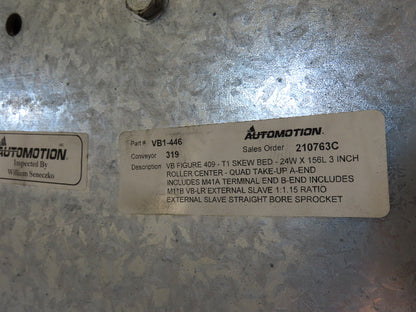 AUTOMOTION
Inspected By
William Seneczko
AUTOMOTION.
Part # VB1-446
Conveyor 319 Sales Order 210763C
Description VB FIGURE 409 - T1 SKEW BED - 24W X 156L 3 INCH
ROLLER CENTER - QUAD TAKE-UP A-END
INCLUDES M41A TERMINAL END B-END INCLUDES
M11B VB-LR EXTERNAL SLAVE 1:1.15 RATIO
EXTERNAL SLAVE STRAIGHT BORE SPROCKET